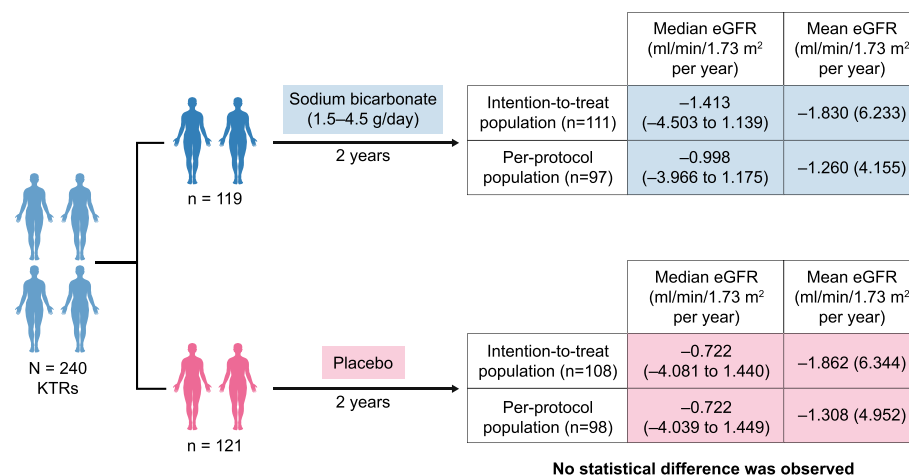 Median eGFR
(ml/min/1.73 m²
per year)
Mean eGFR
(ml/min/1.73 m²
per year)
Sodium bicarbonate
(1.5–4.5 g/day)
2 years
Intention-to-treat
population (n=111)
–1.413
(–4.503 to 1.139)
–1.830 (6.233)
Per-protocol
population (n=97)
–0.998
(–3.966 to 1.175)
–1.260 (4.155)
n = 119
N = 240
KTRs
Median eGFR
(ml/min/1.73 m²
per year)
Mean eGFR
(ml/min/1.73 m²
per year)
Placebo
2 years
Intention-to-treat
population (n=108)
–0.722
(–4.081 to 1.440)
–1.862 (6.344)
Per-protocol
population (n=98)
–0.722
(–4.039 to 1.449)
–1.308 (4.952)
n = 121
No statistical difference was observed